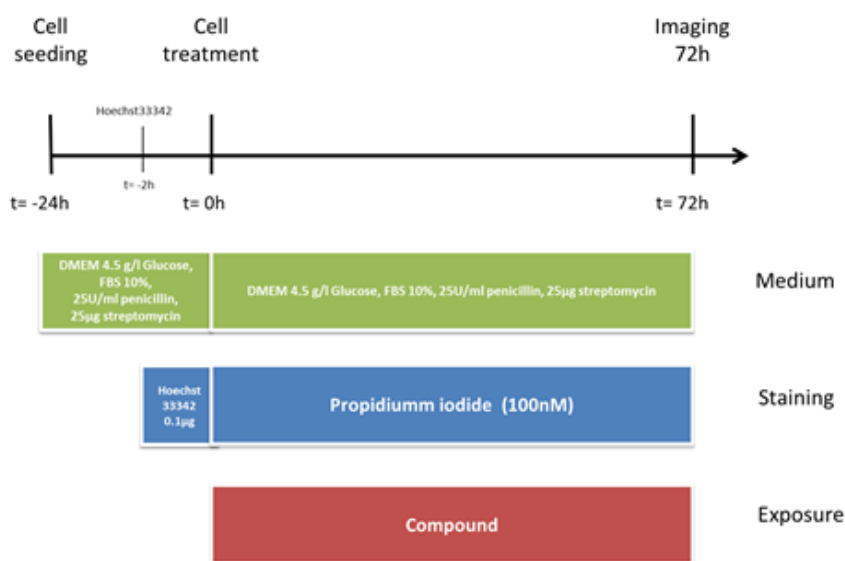 Cell
seeding
Cell
treatment
Imaging
72h
Hoechst33342
t= -2h
t= -24h
t= 0h
t= 72h
DMEM 4.5 g/l Glucose,
FBS 10%,
25U/ml penicillin,
25µg streptomycin
DMEM 4.5 g/l Glucose, FBS 10%, 25U/ml penicillin, 25µg streptomycin
Medium
Hoechst
33342
0.1µg
Propidiumm iodide (100nM)
Staining
Compound
Exposure